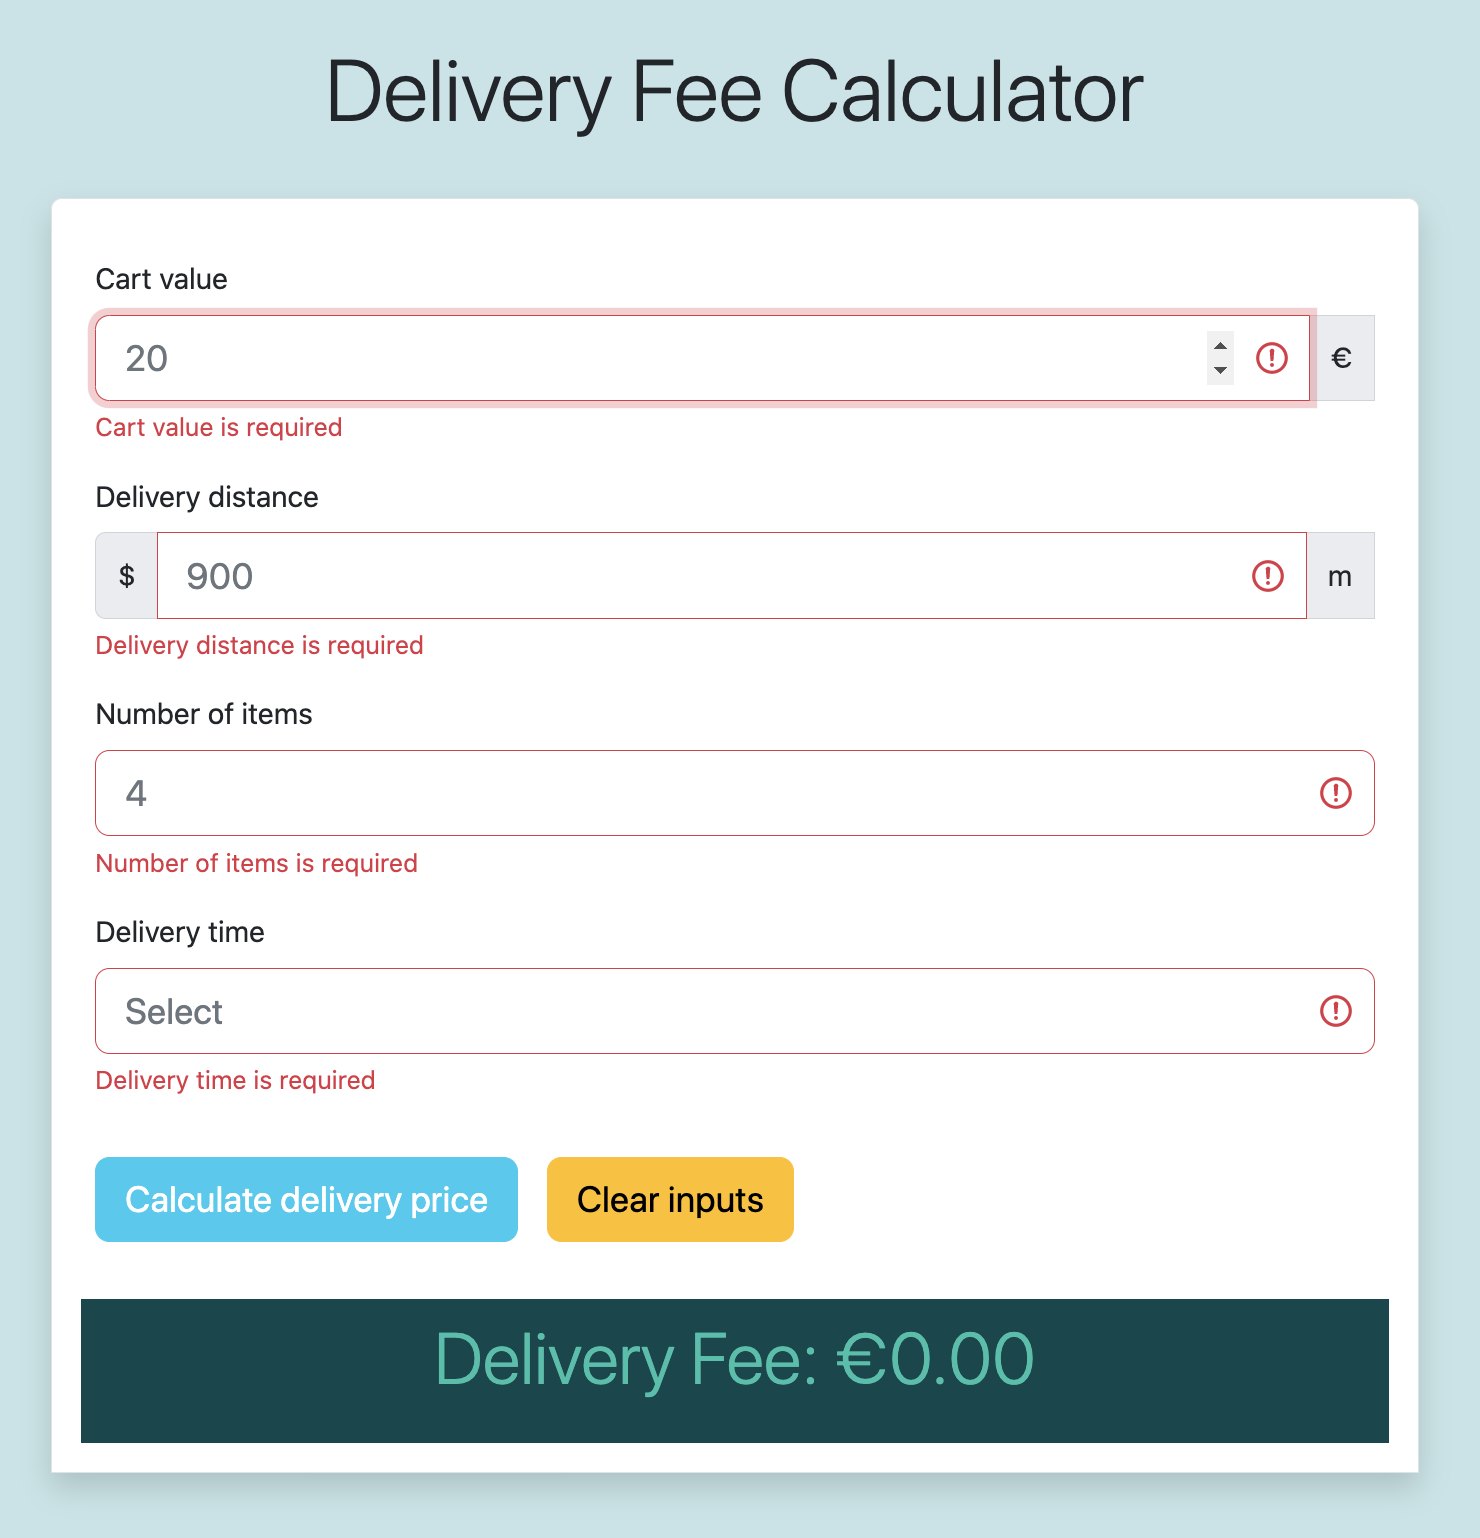 Delivery Fee Calculator
Cart value
20 €
Cart value is required
Delivery distance
$ 900 m
Delivery distance is required
Number of items
4
Number of items is required
Delivery time
Select
Delivery time is required
Calculate delivery price Clear inputs
Delivery Fee: €0.00